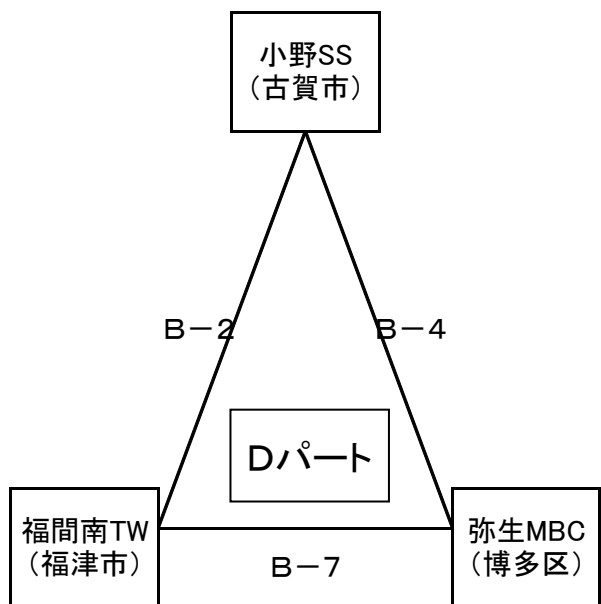 小野SS
（古賀市）
B－2
B－4
Dパート
福間南TW
（福津市）
B－7
弥生MBC
（博多区）